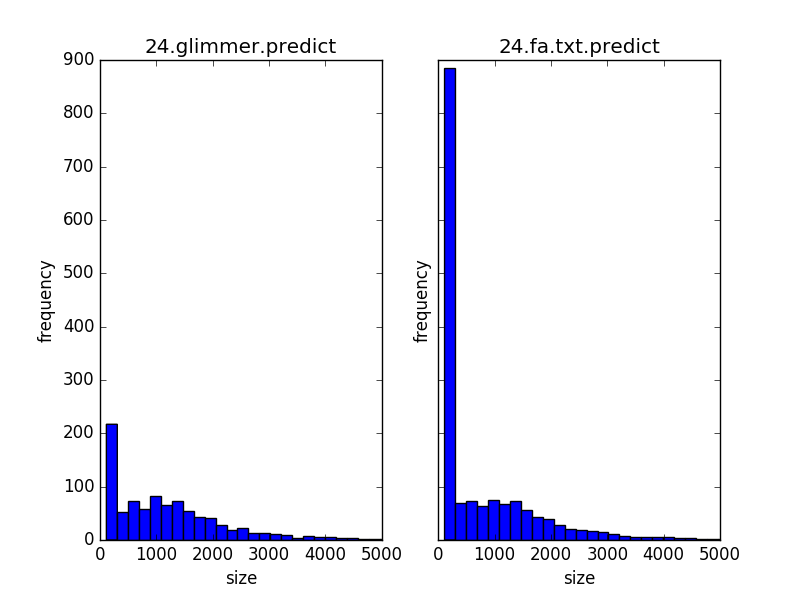 24.glimmer.predict
24.fa.txt.predict
900
800
700
600
500
400
300
200
100
0
frequency
frequency
0 1000 2000 3000 4000 5000
0 1000 2000 3000 4000 5000
size
size